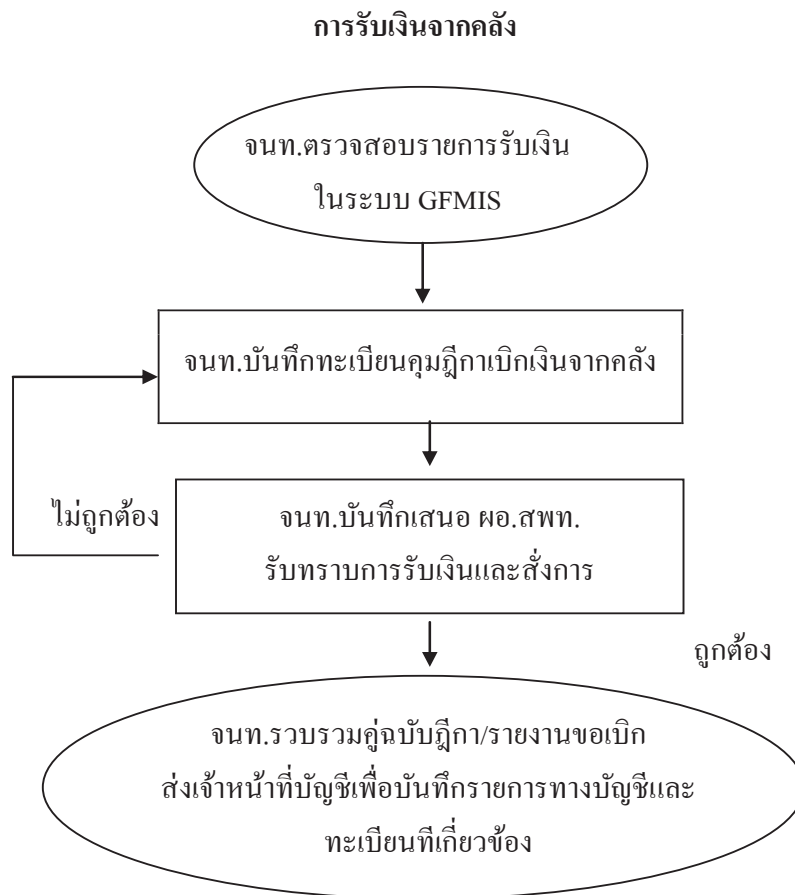 การรับเงินจากคลัง
จนท.ตรวจสอบรายการรับเงิน
ในระบบ GFMIS
จนท.บันทึกทะเบียนคุมฎีกาเบิกเงินจากคลัง
ไม่ถูกต้อง
จนท.บันทึกเสนอ ผอ.สพท.
รับทราบการรับเงินและสั่งการ
ถูกต้อง
จนท.รวบรวมคู่ฉบับฎีกา/รายงานขอเบิก
ส่งเจ้าหน้าที่บัญชีเพื่อบันทึกรายการทางบัญชีและ
ทะเบียนทีเกี่ยวข้อง